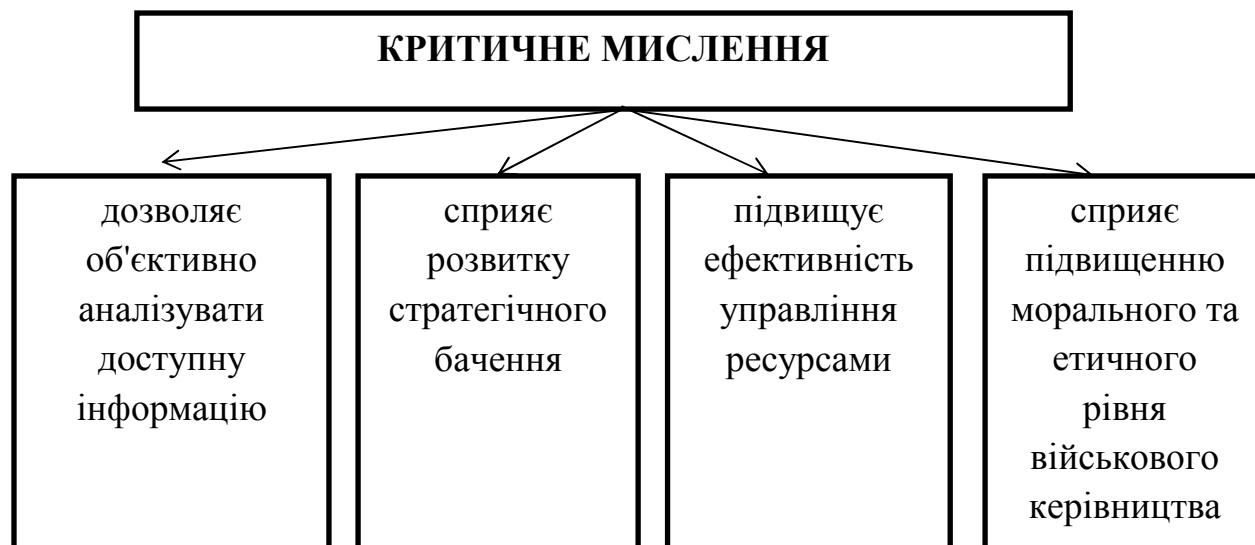 КРИТИЧНЕ МИСЛЕННЯ
дозволяє
об'єктивно
аналізувати
доступну
інформацію
сприяє
розвитку
стратегічного
бачення
підвищує
ефективність
управління
ресурсами
сприяє
підвищенню
морального та
етичного
рівня
військового
керівництва